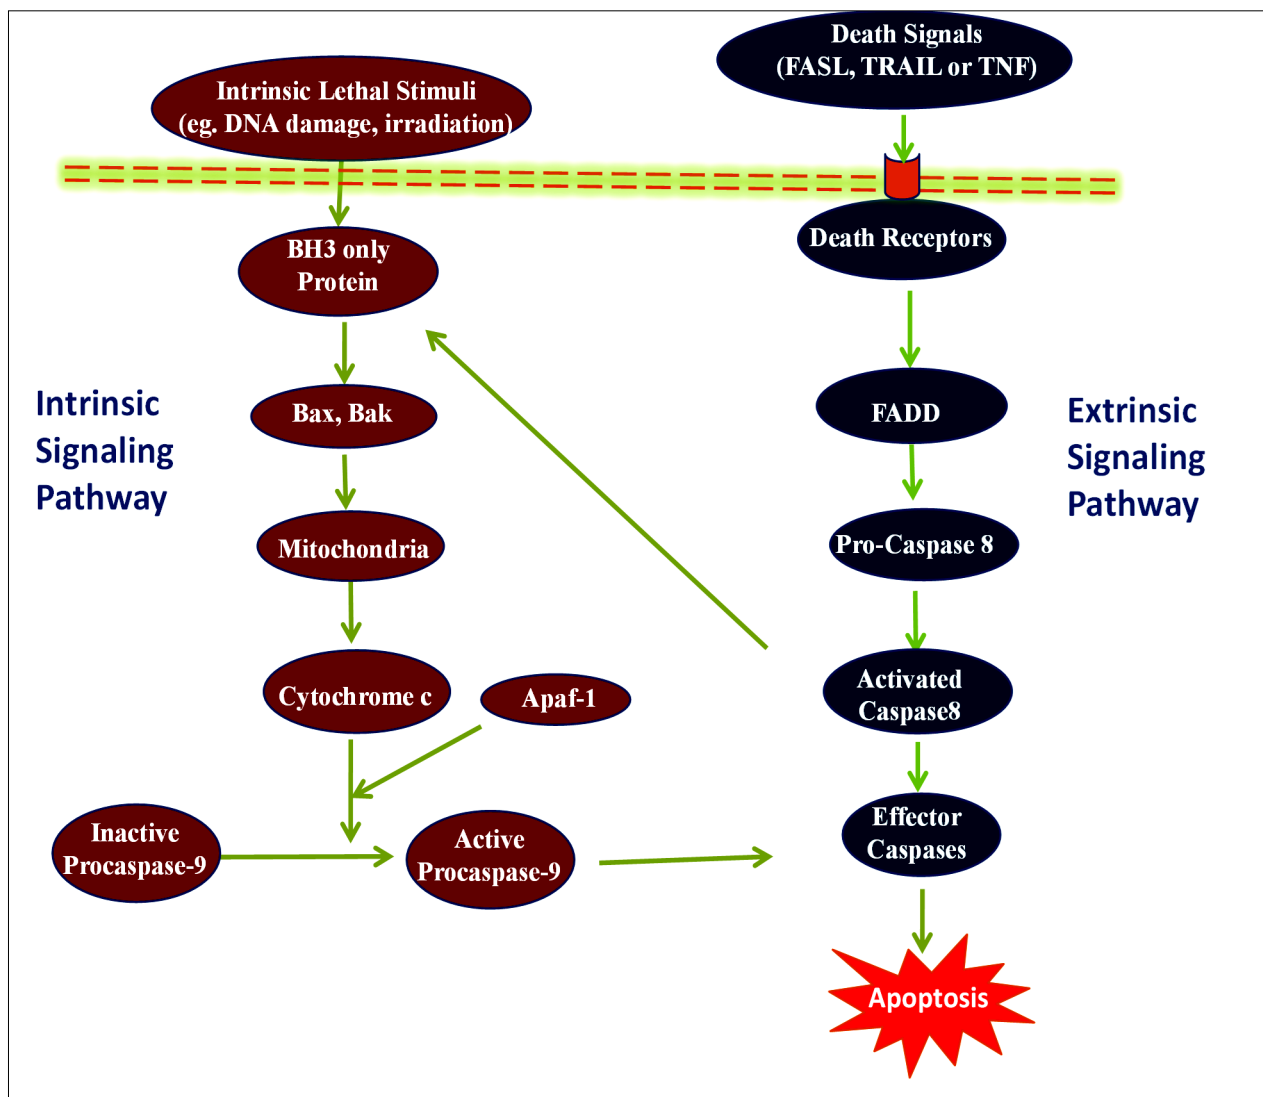 Death Signals
(FASL, TRAIL or TNF)
Intrinsic Lethal Stimuli
(eg. DNA damage, irradiation)
BH3 only
Protein
Death Receptors
Intrinsic
Signaling
Pathway
Bax, Bak
FADD
Extrinsic
Signaling
Pathway
Mitochondria
Pro-Caspase 8
Cytochrome c
Apaf-1
Activated
Caspase8
Inactive
Procaspase-9
Active
Procaspase-9
Effector
Caspases
Apoptosis